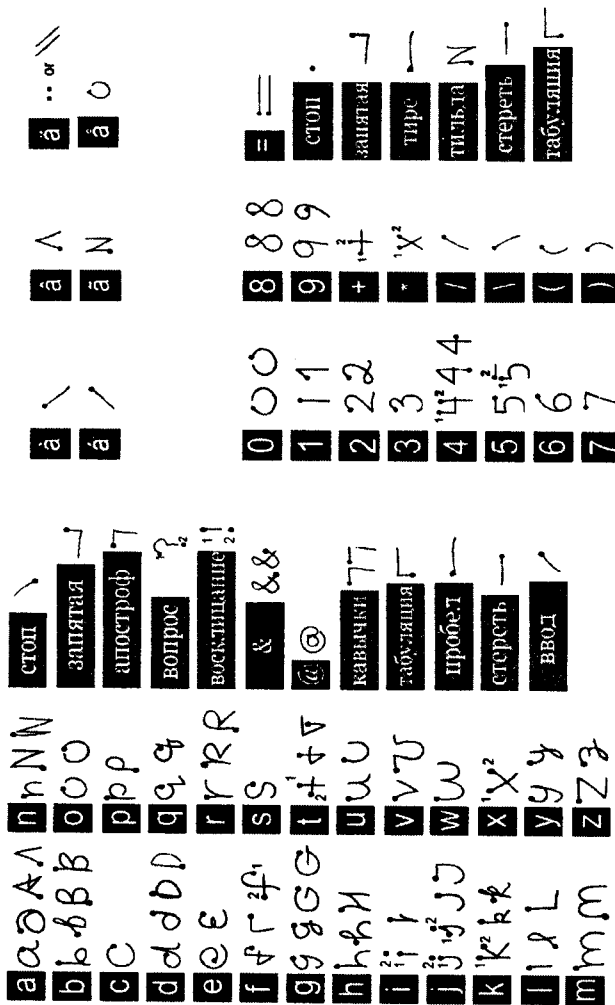 a n стоп à â ä or
b o запятая á ã å
c p апостроф
d q вопрос
e r восклицание
f s & 0 8 =
g t @ 1 9 стоп
h u кавычки 2 + запятая
i v табуляция 3 * тире
j w пробел 4 / тильда
k x стереть 5 \ стереть
l y ввод 6 ( табуляция
m z 7 )